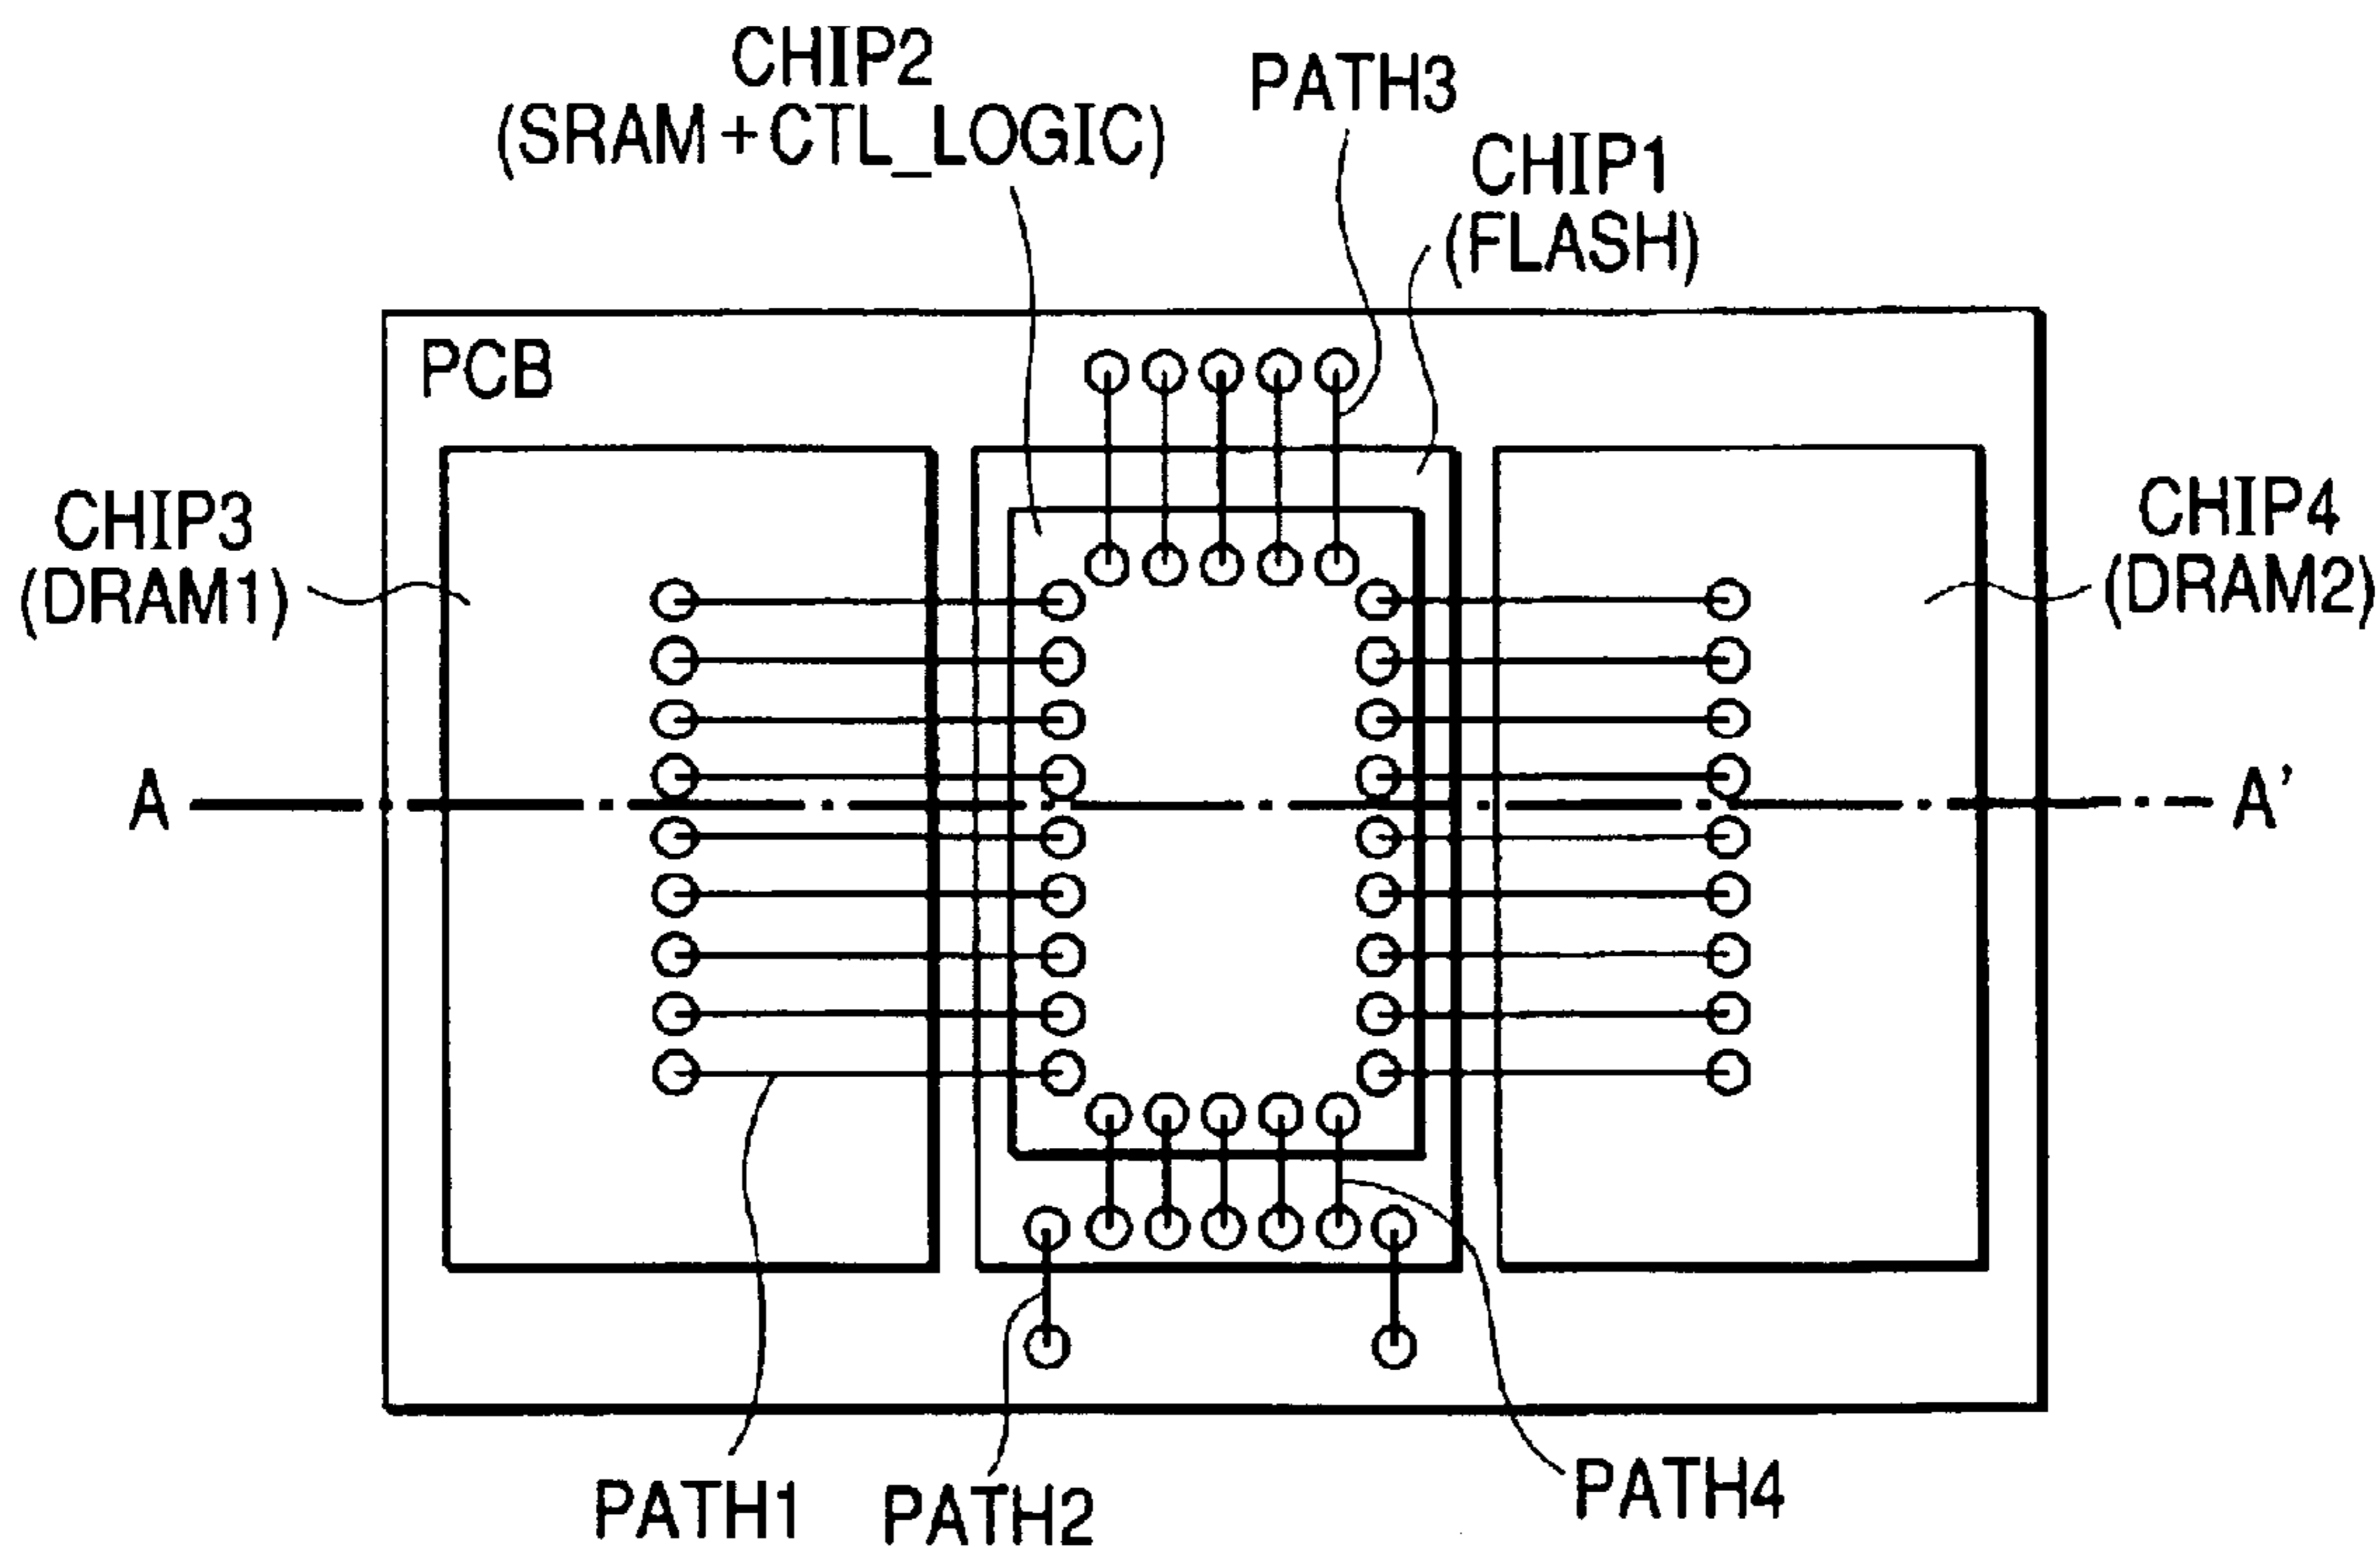 CHIP2
(SRAM+CTL_LOGIC)
PATH3
CHIP1
(FLASH)
PCB
CHIP3
(DRAM1)
CHIP4
(DRAM2)
A
A'
PATH1
PATH2
PATH4